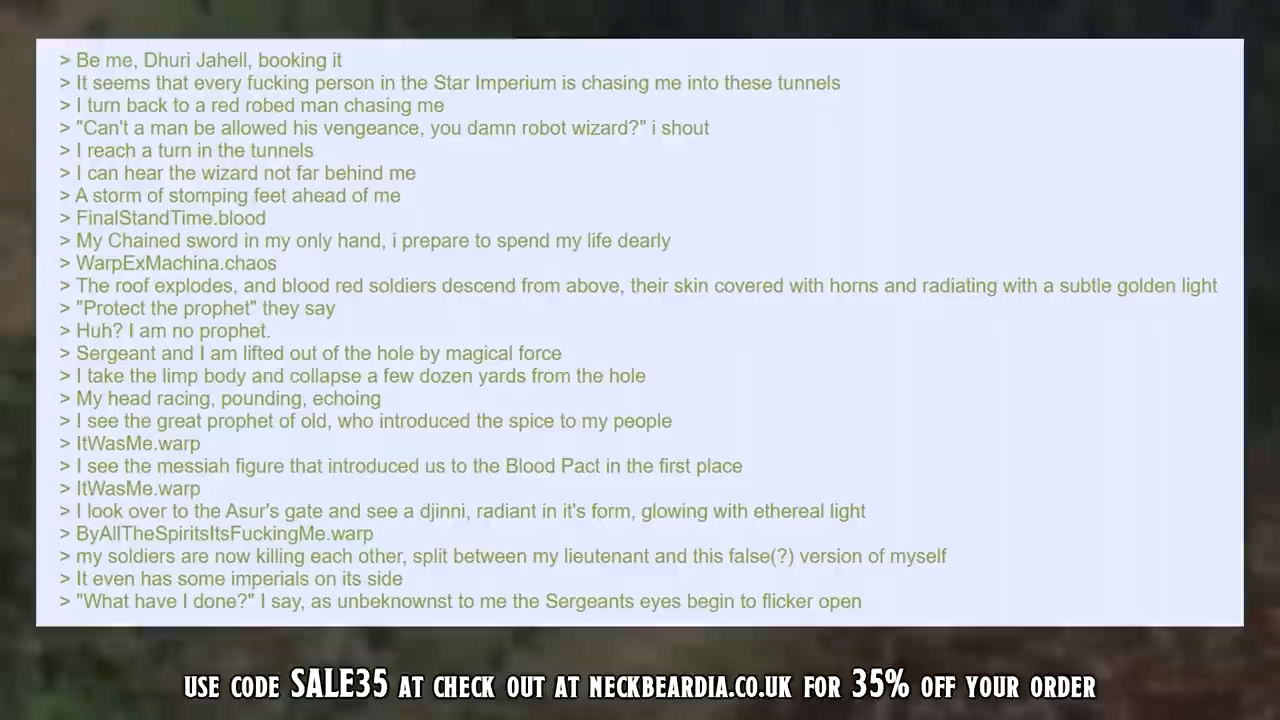 > Be me, Dhuri Jahell, booking it
> It seems that every fucking person in the Star Imperium is chasing me into these tunnels
> I turn back to a red robed man chasing me
> "Can't a man be allowed his vengeance, you damn robot wizard?" i shout
> I reach a turn in the tunnels
> I can hear the wizard not far behind me
> A storm of stomping feet ahead of me
> FinalStandTime.blood
> My Chained sword in my only hand, i prepare to spend my life dearly
> WarpExMachina.chaos
> The roof explodes, and blood red soldiers descend from above, their skin covered with horns and radiating with a subtle golden light
> "Protect the prophet" they say
> Huh? I am no prophet.
> Sergeant and I am lifted out of the hole by magical force
> I take the limp body and collapse a few dozen yards from the hole
> My head racing, pounding, echoing
> I see the great prophet of old, who introduced the spice to my people
> ItWasMe.warp
> I see the messiah figure that introduced us to the Blood Pact in the first place
> ItWasMe.warp
> I look over to the Asur's gate and see a djinni, radiant in it's form, glowing with ethereal light
> ByAllTheSpiritsItsFuckingMe.warp
> my soldiers are now killing each other, split between my lieutenant and this false(?) version of myself
> It even has some imperials on its side
> "What have I done?" I say, as unbeknownst to me the Sergeants eyes begin to flicker open
USE CODE SALE35 AT CHECK OUT AT NECKBEARDIA.CO.UK FOR 35% OFF YOUR ORDER